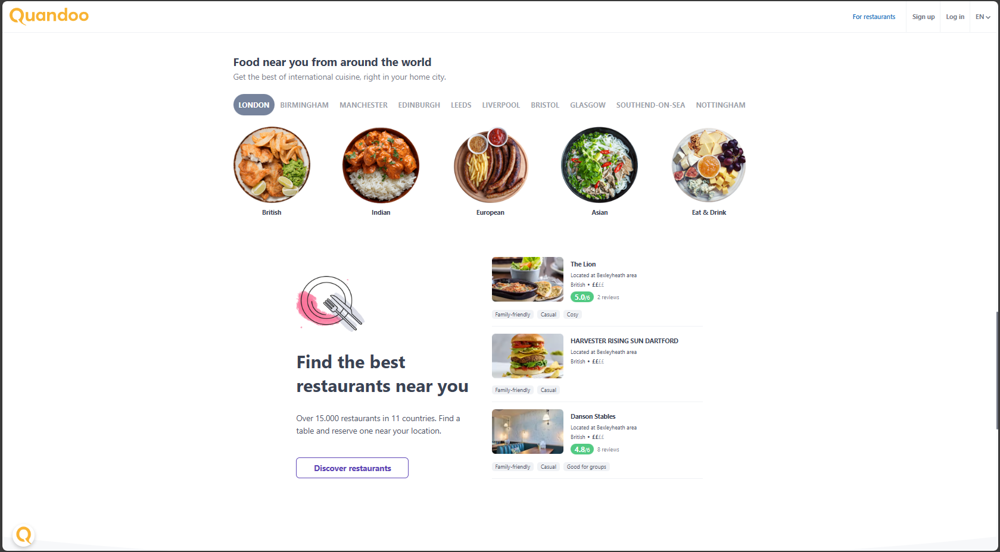 Quandoo
For restaurants
Sign up
Log in
EN
Food near you from around the world
Get the best of international cuisine, right in your home city.
LONDON
BIRMINGHAM
MANCHESTER
EDINBURGH
LEEDS
LIVERPOOL
BRISTOL
GLASGOW
SOUTHEND-ON-SEA
NOTTINGHAM
British
Indian
European
Asian
Eat & Drink
Find the best
restaurants near you
Over 15.000 restaurants in 11 countries. Find a
table and reserve one near your location.
Discover restaurants
The Lion
Located at Bexleyheath area
British • ££££
5.0/6 2 reviews
Family-friendly
Casual
Cosy
HARVESTER RISING SUN DARTFORD
Located at Bexleyheath area
British • ££££
Family-friendly
Casual
Danson Stables
Located at Bexleyheath area
British • ££££
4.8/6 8 reviews
Family-friendly
Casual
Good for groups